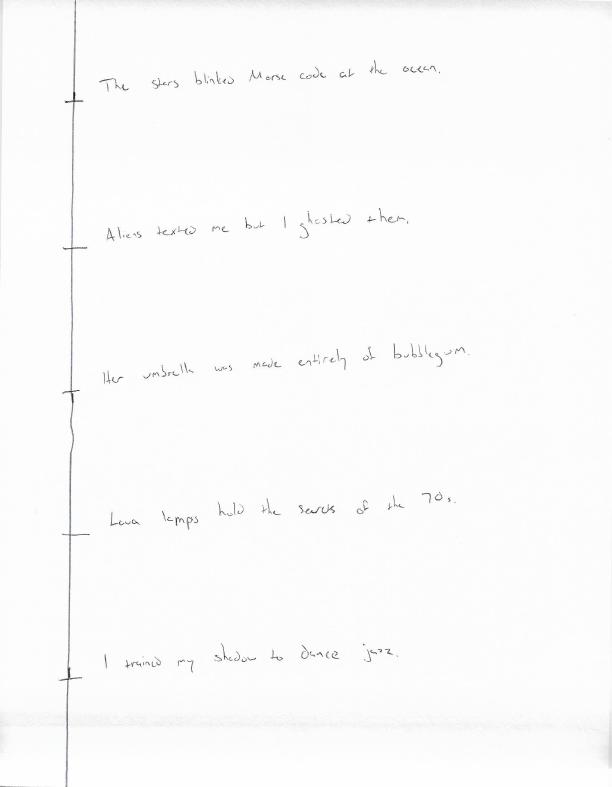 The stars blinked Morse code at the ocean.
Aliens texted me but I ghosted them.
Her umbrella was made entirely of bubblegum.
Lava lamps hold the secrets of the 70s.
I trained my shadow to dance jazz.